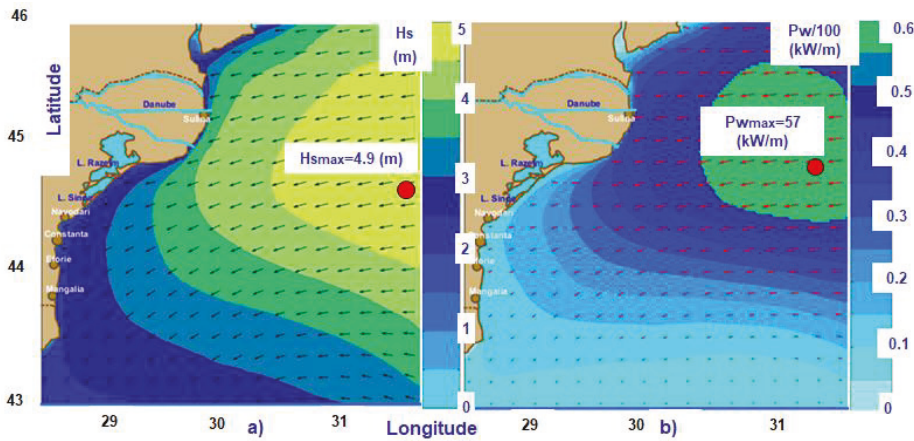 46
45
44
43
Latitude
Hs
(m)
Danube
Sulina
Hsmax=4.9 (m)
L. Razelm
L. Sinoe
Navodari
Constanta
Eforie
Mangalia
5
4
3
2
1
0
29
30
31
a)
Longitude
Pw/100
(kW/m)
Danube
Sulina
Pwmax=57
(kW/m)
L. Razelm
L. Sinoe
Navodari
Constanta
Eforie
Mangalia
0.6
0.5
0.4
0.3
0.2
0.1
0
29
30
b)
31